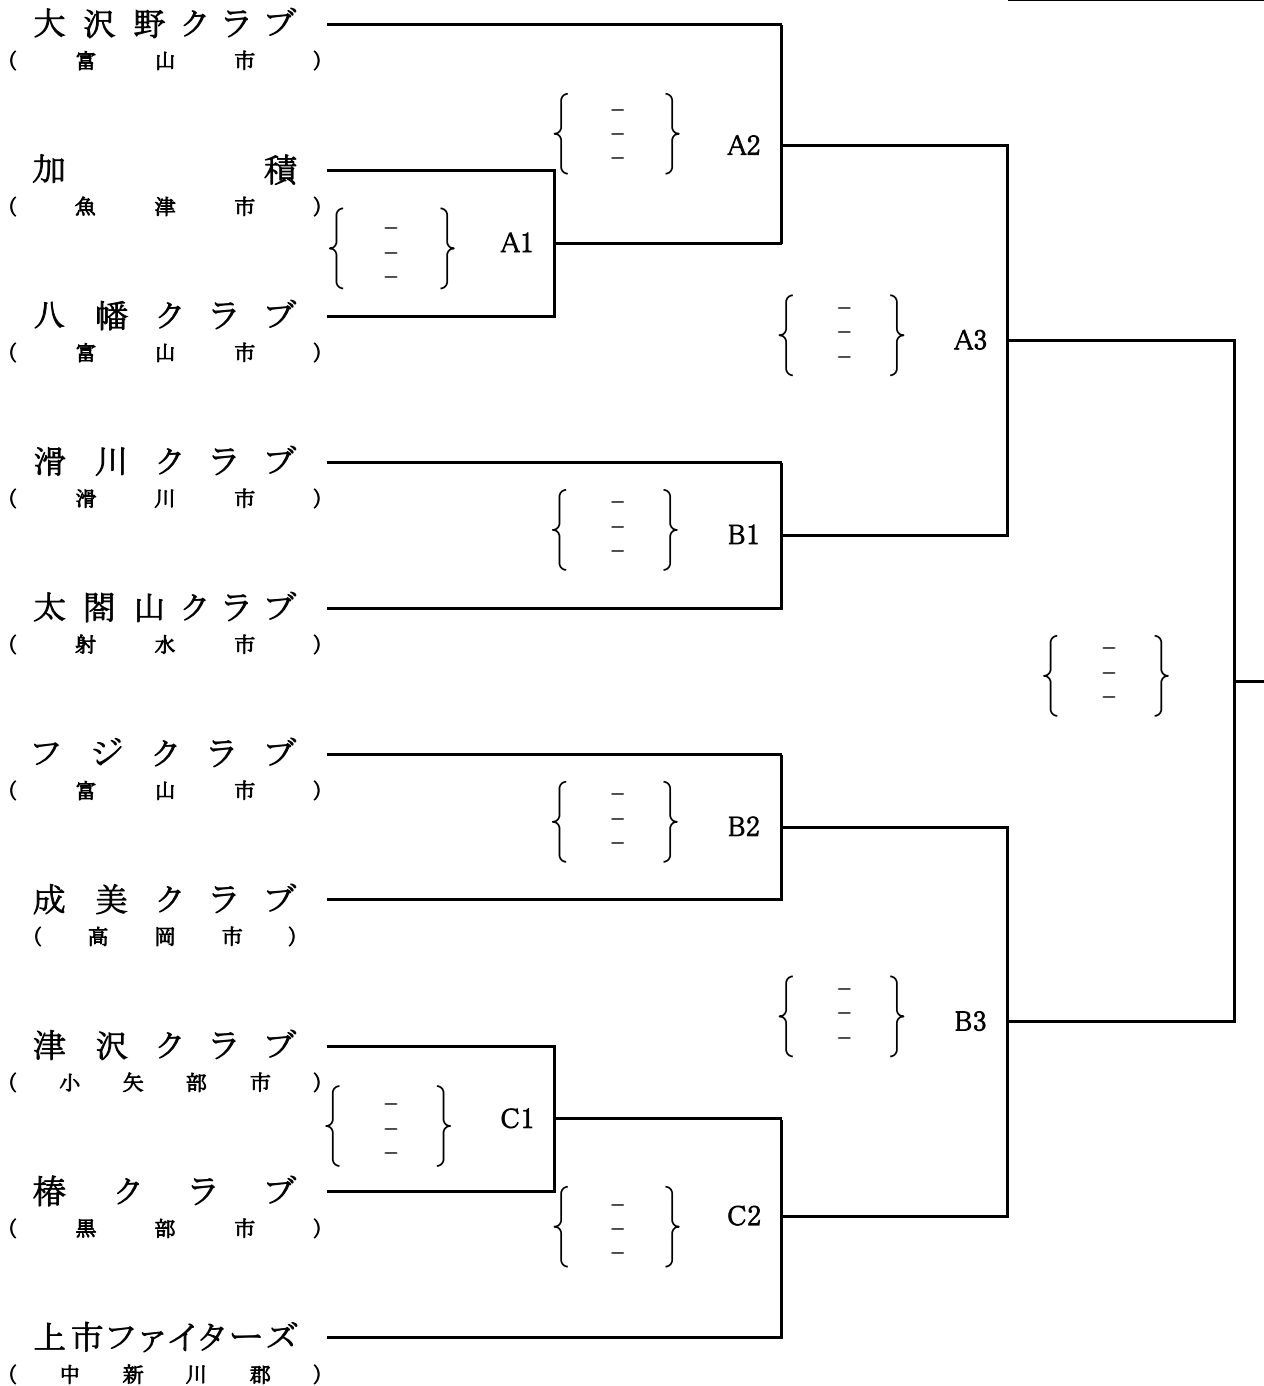 大沢野クラブ
(富山市)
－
－
－
A2
加積
(魚津市)
－
－
－
A1
八幡クラブ
(富山市)
－
－
－
A3
滑川クラブ
(滑川市)
－
－
－
B1
太閤山クラブ
(射水市)
－
－
－
フジクラブ
(富山市)
－
－
－
B2
成美クラブ
(高岡市)
－
－
－
B3
津沢クラブ
(小矢部市)
－
－
－
C1
椿クラブ
(黒部市)
－
－
－
C2
上市ファイターズ
(中新川郡)